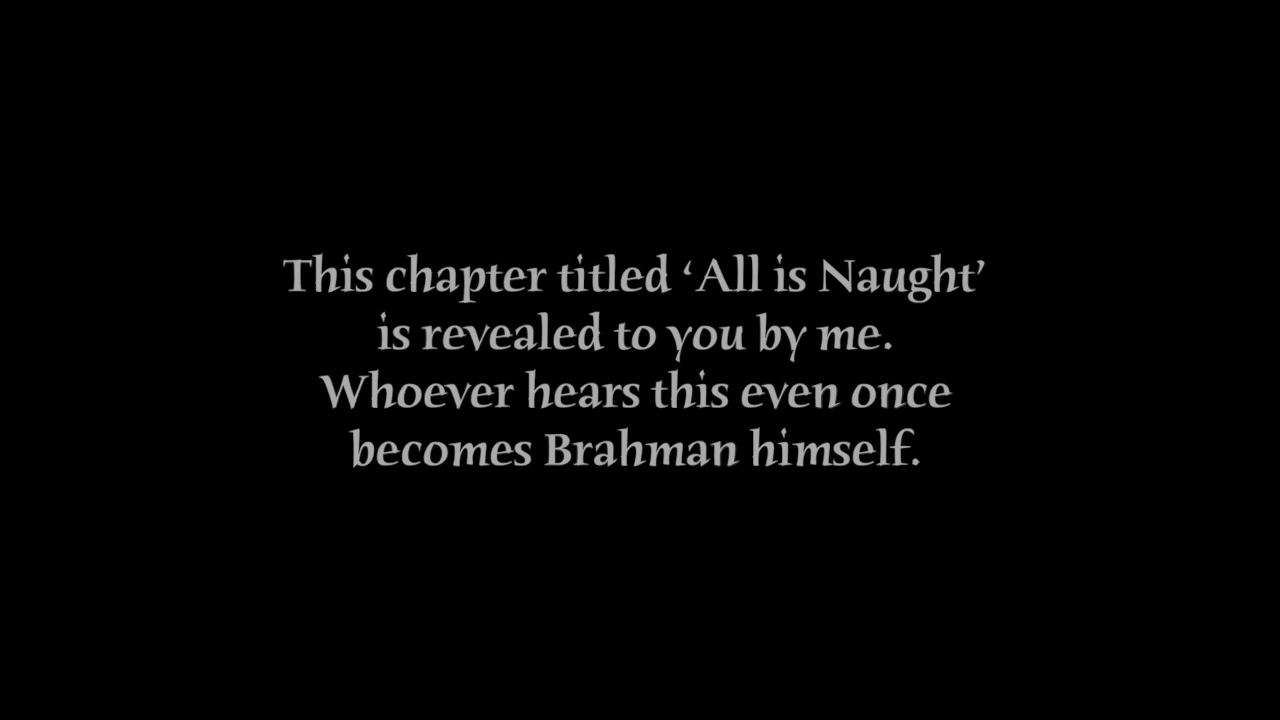 This chapter titled ‘All is Naught’
is revealed to you by me.
Whoever hears this even once
becomes Brahman himself.